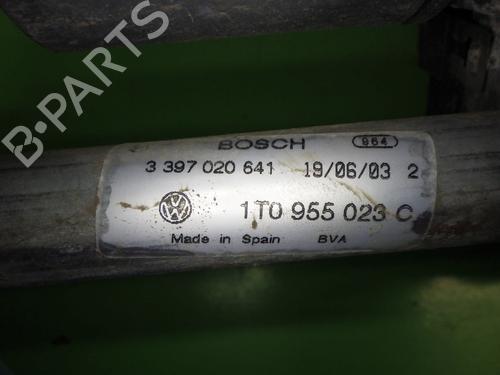 B-PARTS
BOSCH 964
3 397 020 641 19/06/03 2
1T0 955 023 C
Made in Spain BVA